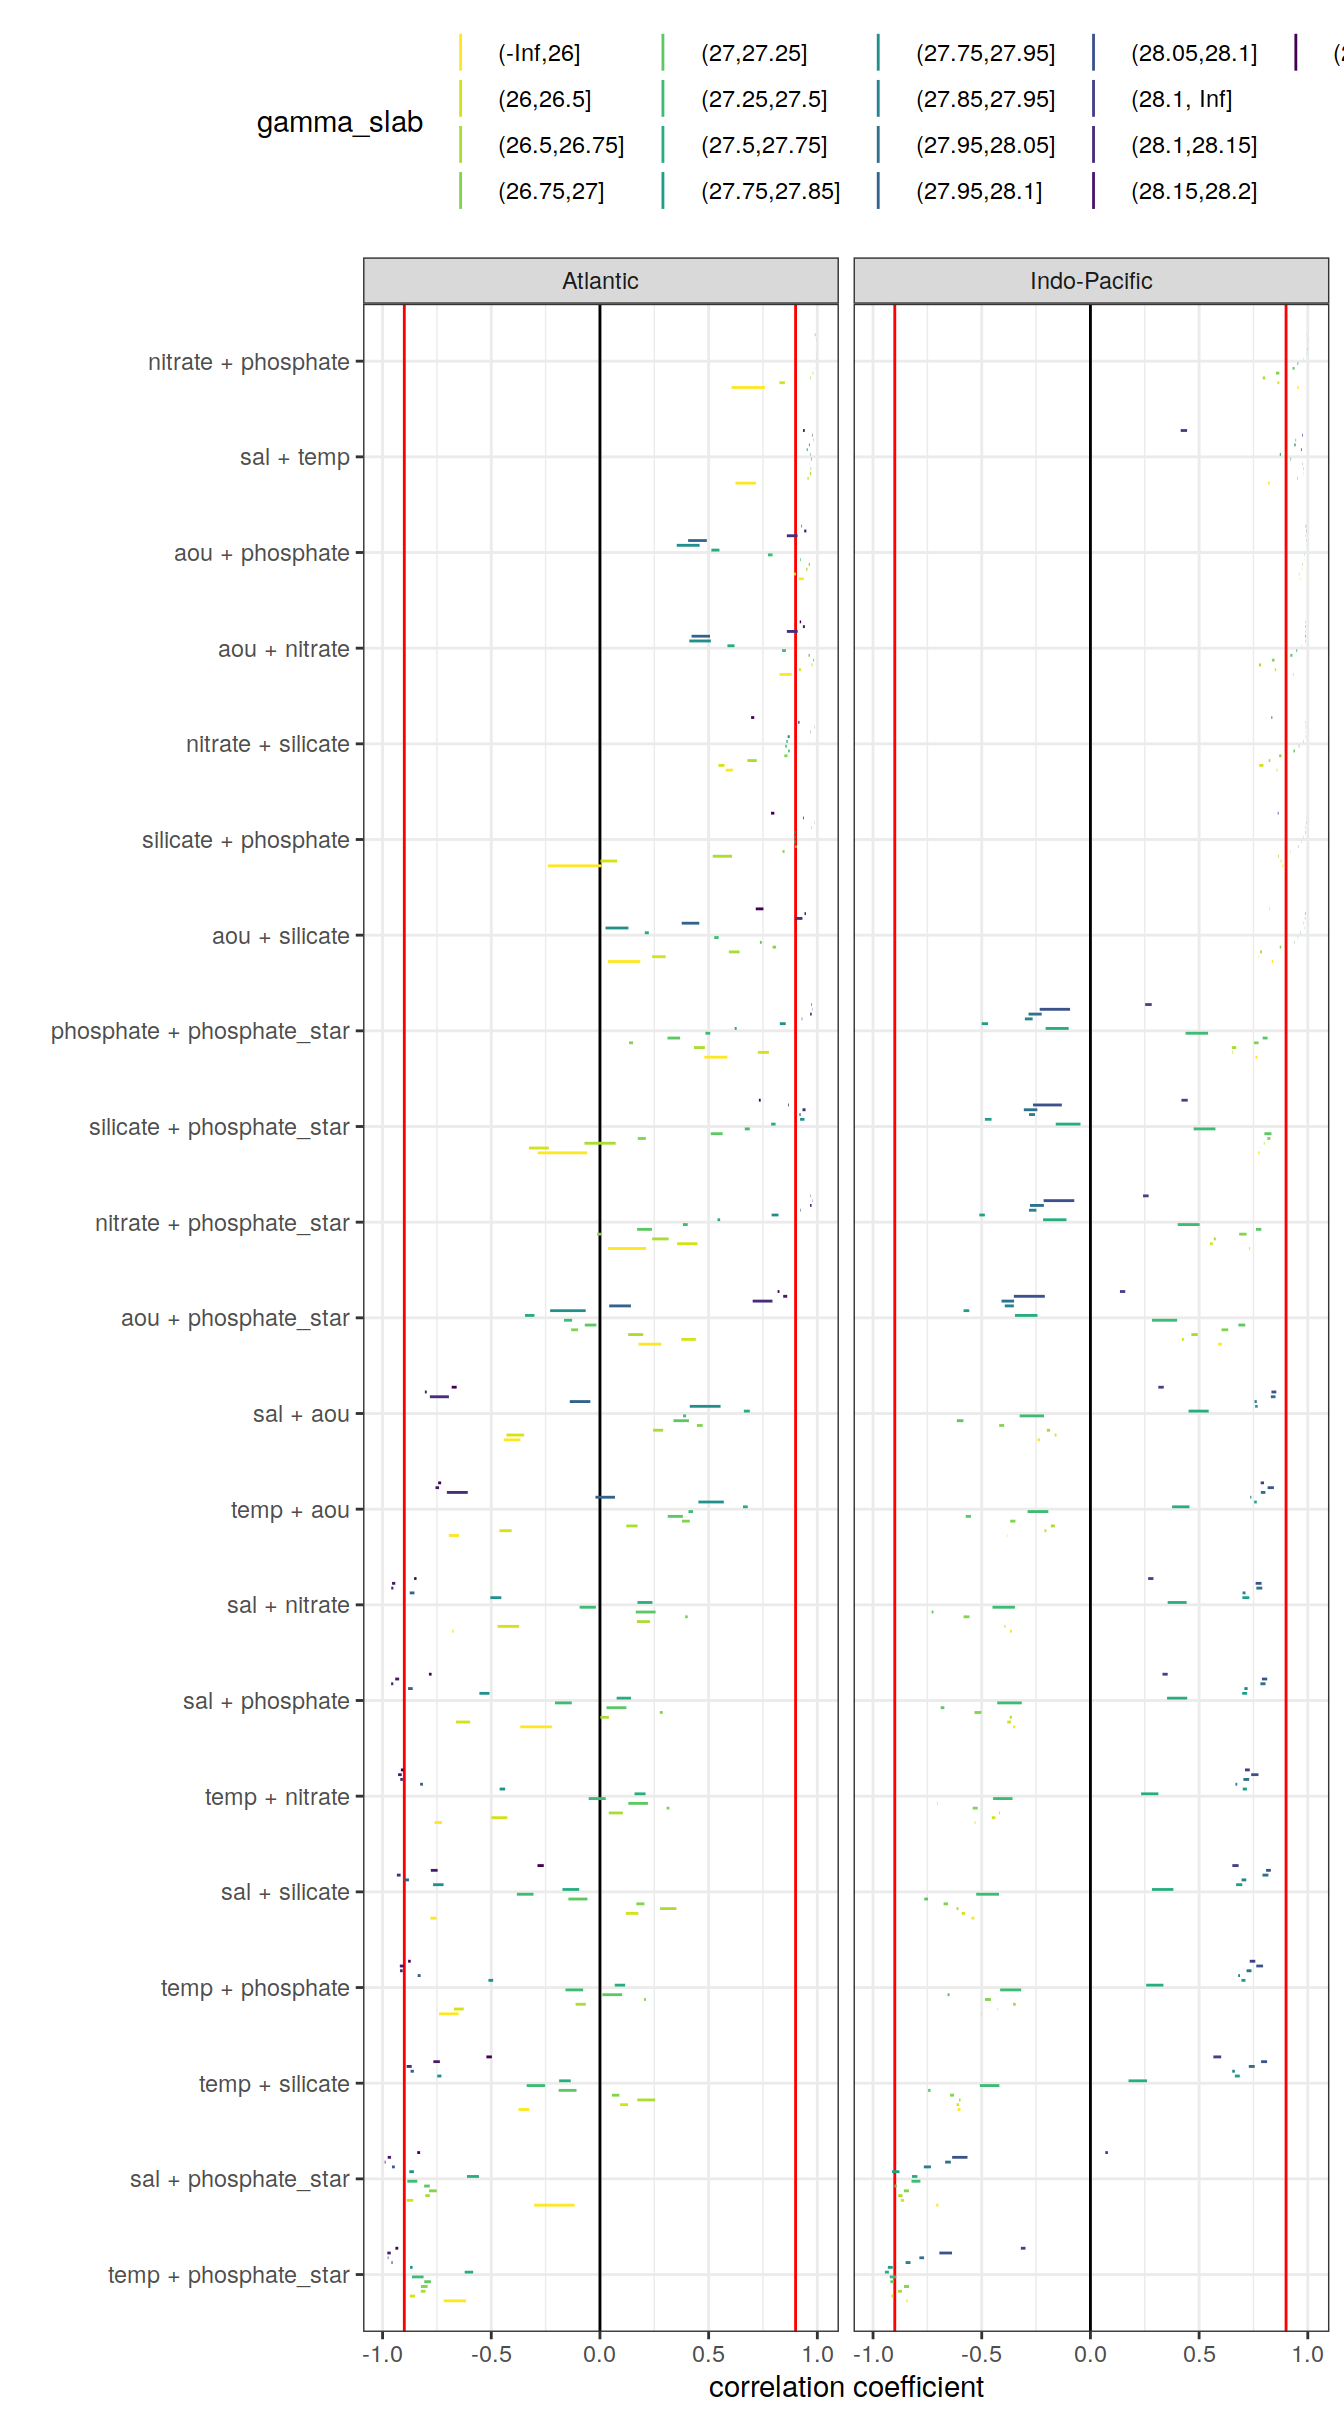 gamma_slab
(-Inf,26] (27,27.25] (27.75,27.95] (28.05,28.1]
(26,26.5] (27.25,27.5] (27.85,27.95] (28.1, Inf]
(26.5,26.75] (27.5,27.75] (27.95,28.05] (28.1,28.15]
(26.75,27] (27.75,27.85] (27.95,28.1] (28.15,28.2]
Atlantic Indo-Pacific
nitrate + phosphate
sal + temp
aou + phosphate
aou + nitrate
nitrate + silicate
silicate + phosphate
aou + silicate
phosphate + phosphate_star
silicate + phosphate_star
nitrate + phosphate_star
aou + phosphate_star
sal + aou
temp + aou
sal + nitrate
sal + phosphate
temp + nitrate
sal + silicate
temp + phosphate
temp + silicate
sal + phosphate_star
temp + phosphate_star
-1.0 -0.5 0.0 0.5 1.0 -1.0 -0.5 0.0 0.5 1.0
correlation coefficient